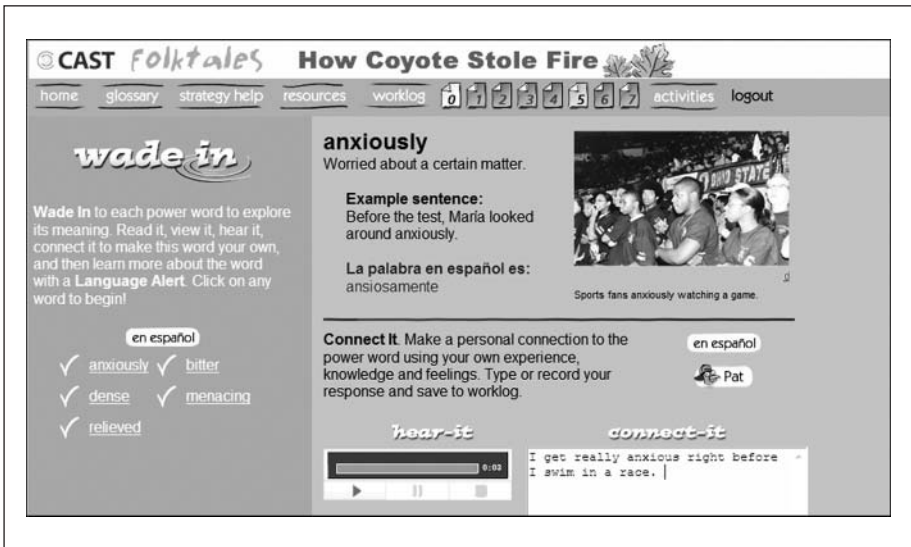 CAST Folktales How Coyote Stole Fire
home glossary strategy help resources worklog 0 1 2 3 4 5 6 7 activities logout
wade in
Wade In to each power word to explore
its meaning. Read it, view it, hear it,
connect it to make this word your own,
and then learn more about the word
with a Language Alert. Click on any
word to begin!
en español
anxiously bitter
dense menacing
relieved
anxiously
Worried about a certain matter.
Example sentence:
Before the test, María looked
around anxiously.
La palabra en español es:
ansiosamente
OHIO STATE
Sports fans anxiously watching a game.
Connect It. Make a personal connection to the
power word using your own experience,
knowledge and feelings. Type or record your
response and save to worklog.
en español
Pat
hear-it
0:03
connect-it
I get really anxious right before
I swim in a race.